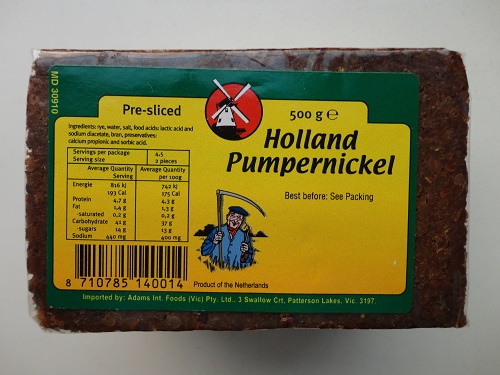 MD 30910
Pre-sliced
500 g ℮
Holland
Pumpernickel
Ingredients: rye, water, salt, food acidu lactic acid and
sodium diacetate, bran, preservatives:
calcium propionic and sorbic acid.
Servings per package 4.5
Serving size 2 pieces
Average Quantity Average Quantity
Serving per 100g
Energie 816 kj 742 kj
193 Cal 175 Cal
Protein 4.7 g 4.3 g
Fat 1,4 g 1,3 g
-saturated 0,2 g 0,2 g
Carbohydrate 41 g 37 g
-sugars 14 g 13 g
Sodium 440 mg 400 mg
Best before: See Packing
8 710785 140014
Product of the Netherlands
Imported by: Adams Int. Foods (Vic) Pty. Ltd., 3 Swallow Crt, Patterson Lakes. Vic. 3197.